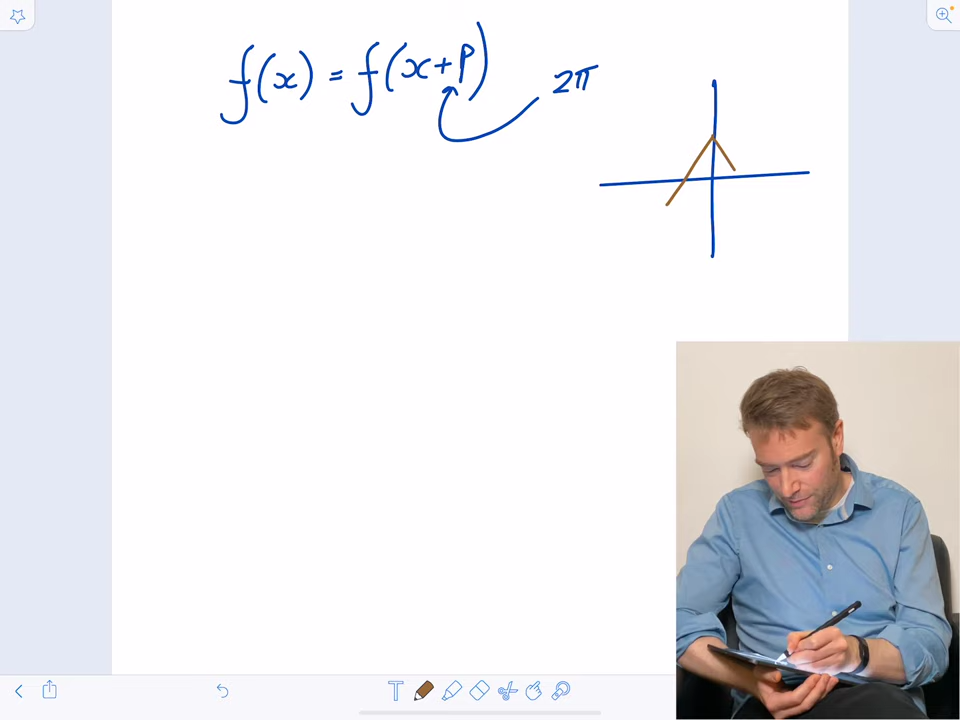 f(x) = f(x+p)
2π